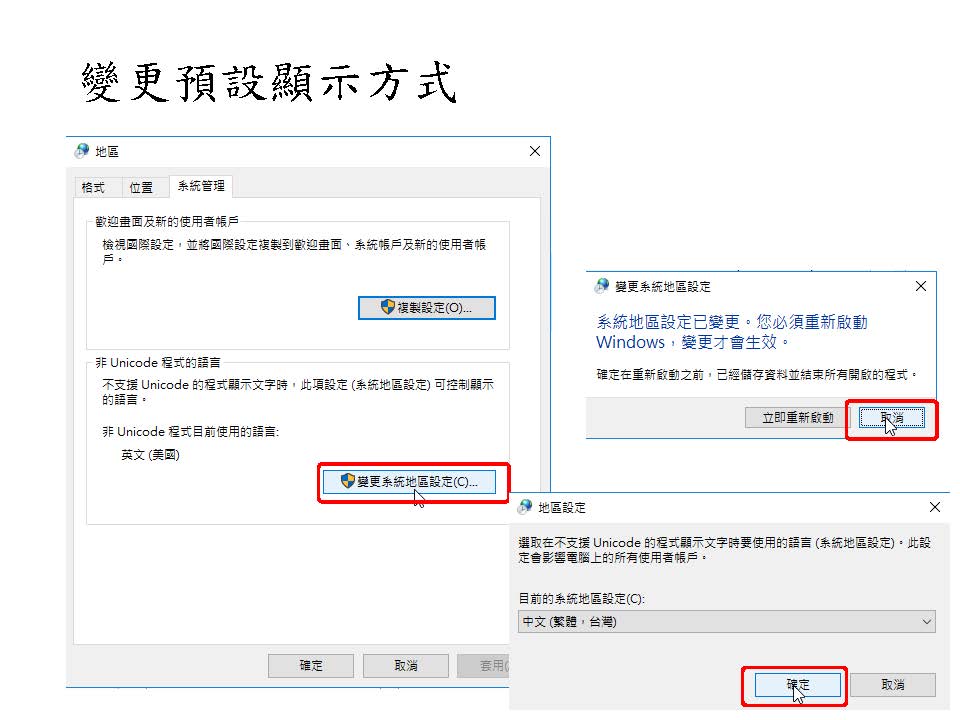 變更預設顯示方式
地區
格式
位置
系統管理
歡迎畫面及新的使用者帳戶
檢視國際設定，並將國際設定複製到歡迎畫面、系統帳戶及新的使用者帳
戶。
複製設定(O)...
非 Unicode 程式的語言
不支援 Unicode 的程式顯示文字時，此項設定 (系統地區設定) 可控制顯示
的語言。
非 Unicode 程式目前使用的語言:
英文 (美國)
變更系統地區設定(C)...
確定
取消
套用(
變更系統地區設定
系統地區設定已變更。您必須重新啟動
Windows，變更才會生效。
確定在重新啟動之前，已經儲存資料並結束所有開啟的程式。
立即重新啟動
取消
地區設定
選取在不支援 Unicode 的程式顯示文字時要使用的語言 (系統地區設定)。此設
定會影響電腦上的所有使用者帳戶。
目前的系統地區設定(C):
中文 (繁體，台灣)
確定
取消